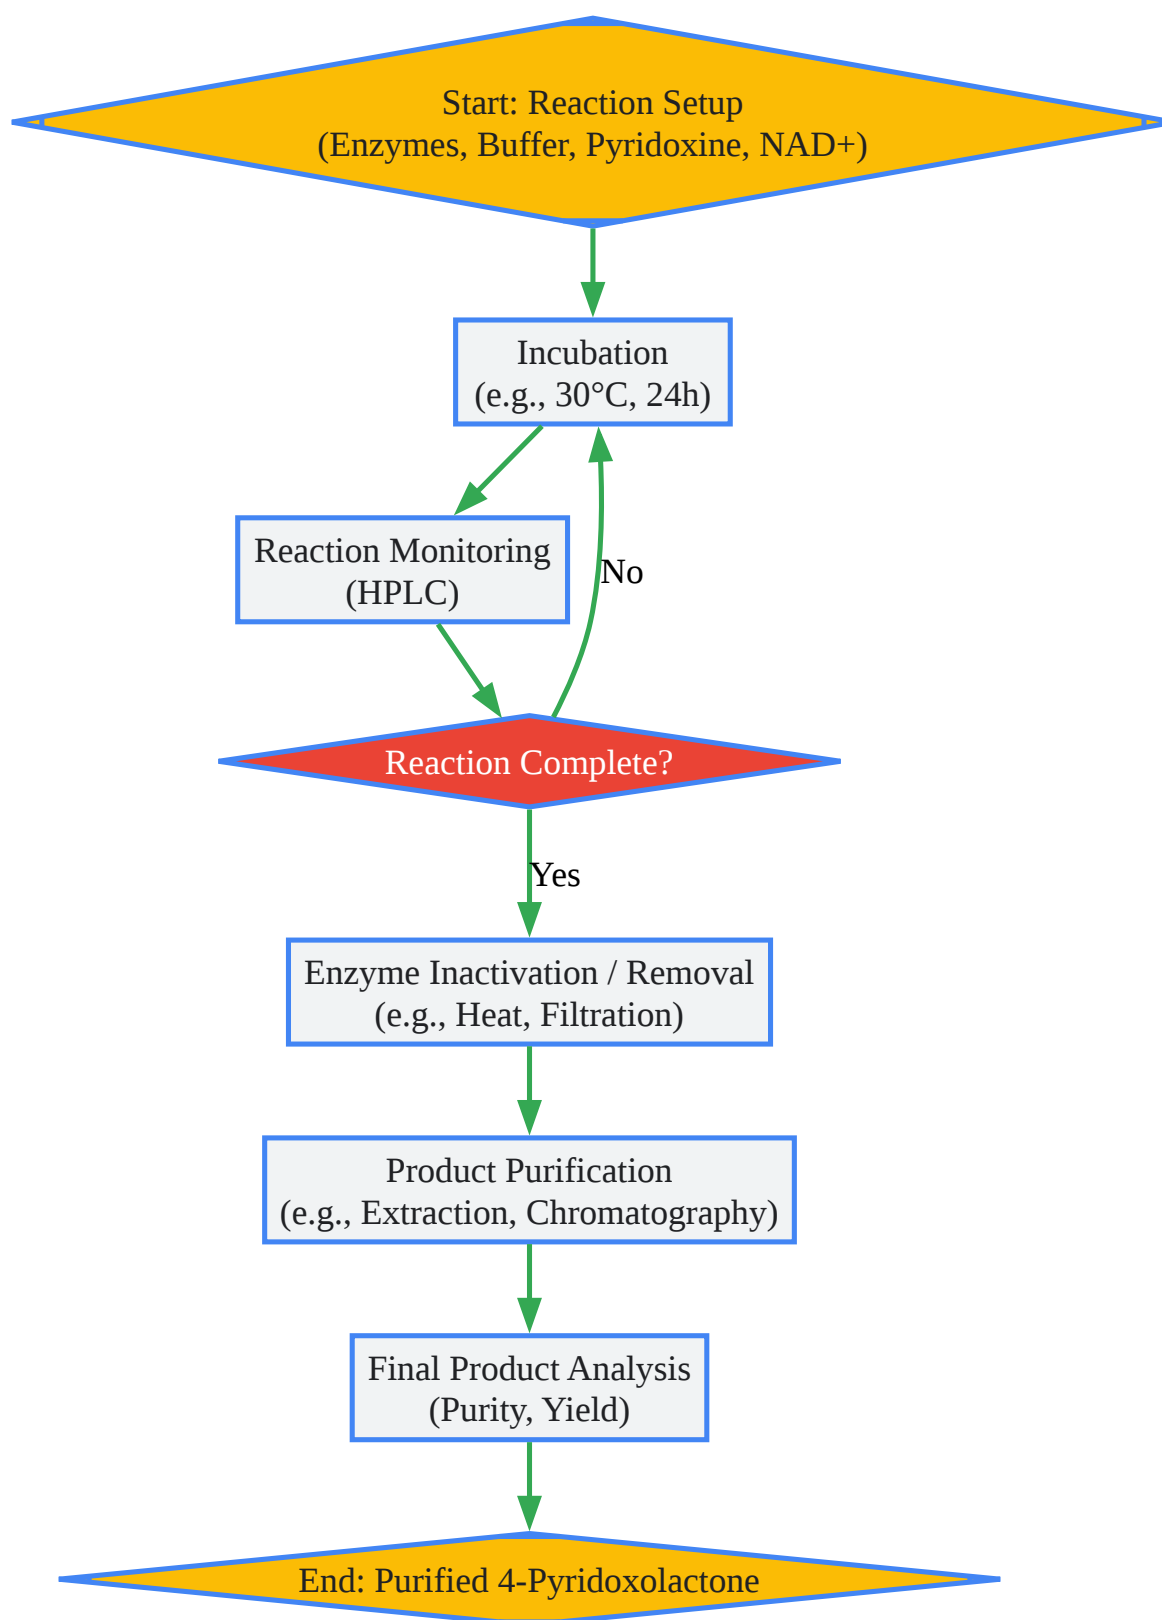 Start: Reaction Setup
(Enzymes, Buffer, Pyridoxine, NAD+)
Incubation
(e.g., 30°C, 24h)
Reaction Monitoring
(HPLC)
No
Reaction Complete?
Yes
Enzyme Inactivation / Removal
(e.g., Heat, Filtration)
Product Purification
(e.g., Extraction, Chromatography)
Final Product Analysis
(Purity, Yield)
End: Purified 4-Pyridoxolactone